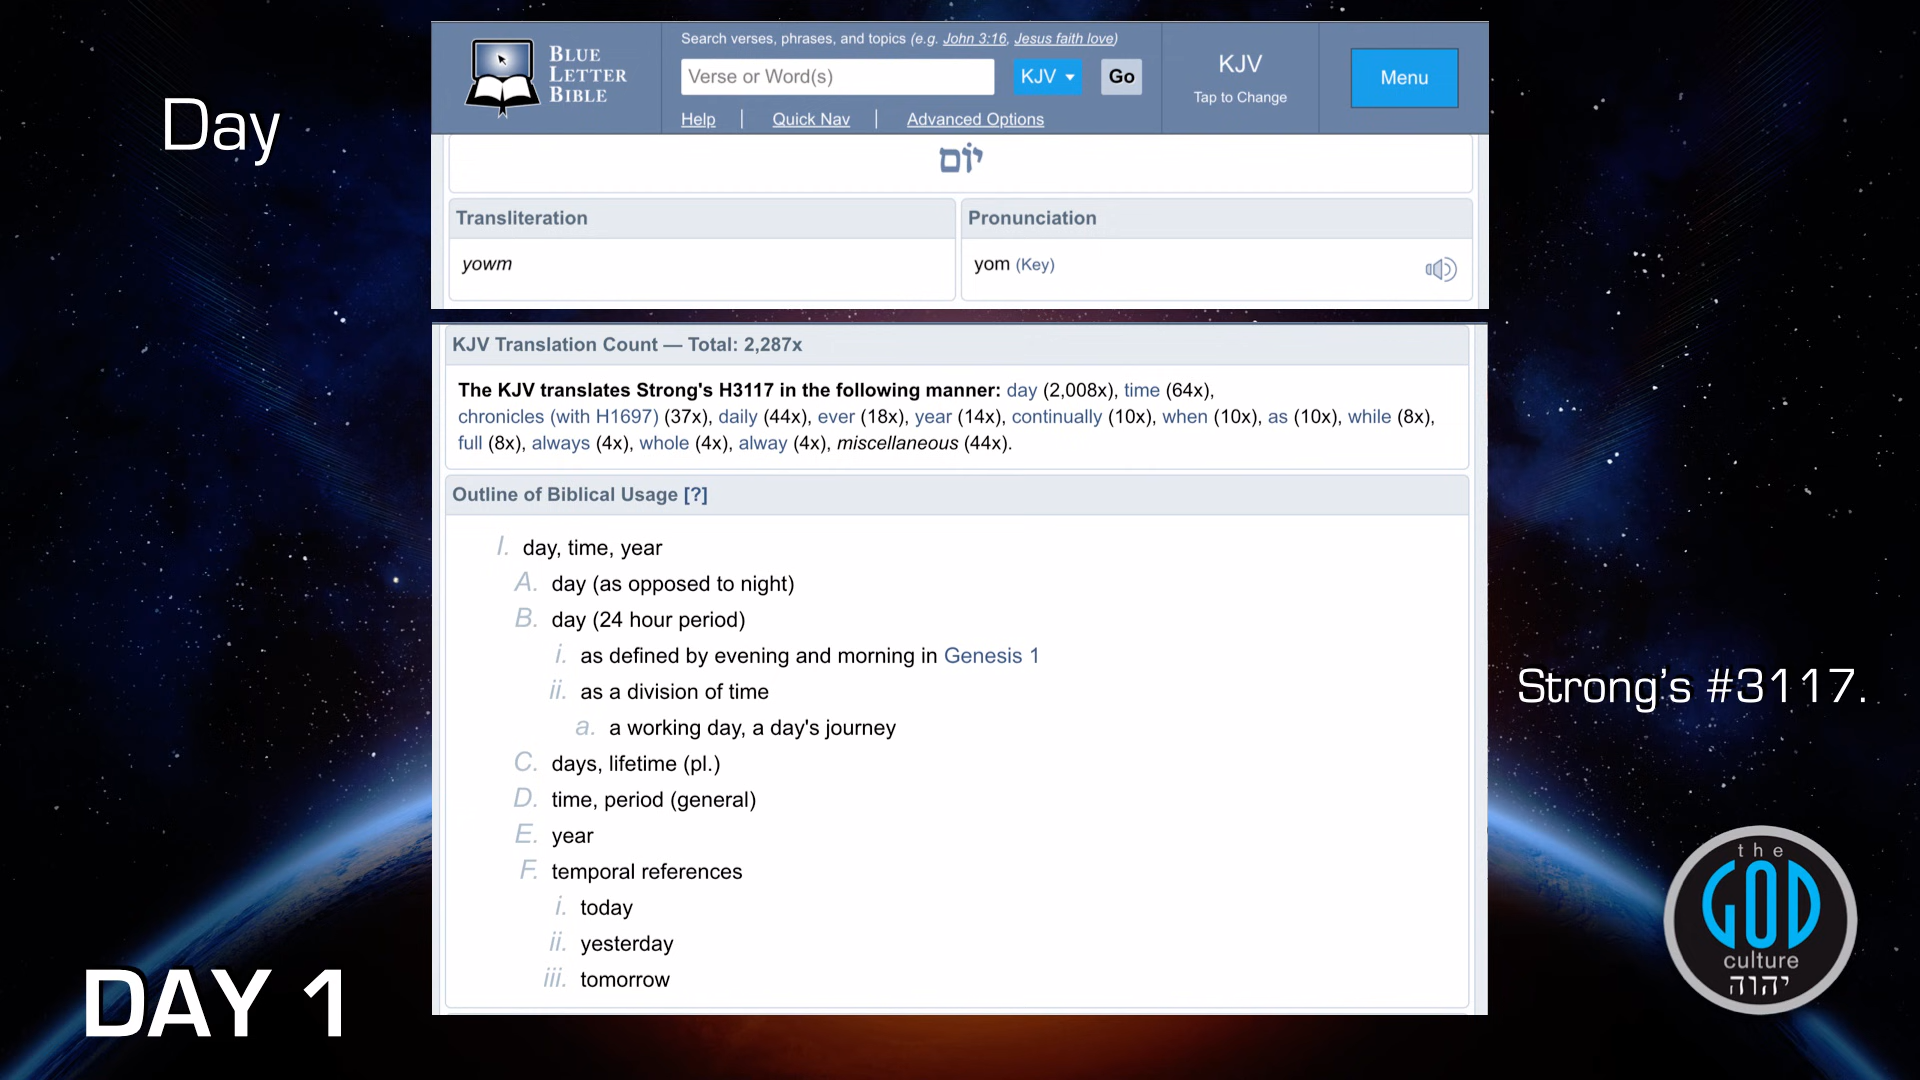 Day
BLUE
LETTER
BIBLE
Search verses, phrases, and topics (e.g. John 3:16, Jesus faith love)
Verse or Word(s)
KJV
Go
Help | Quick Nav | Advanced Options
KJV
Tap to Change
Menu
יוֹם
Transliteration
Pronunciation
yowm
yom (Key)
KJV Translation Count — Total: 2,287x
The KJV translates Strong's H3117 in the following manner: day (2,008x), time (64x),
chronicles (with H1697) (37x), daily (44x), ever (18x), year (14x), continually (10x), when (10x), as (10x), while (8x),
full (8x), always (4x), whole (4x), alway (4x), miscellaneous (44x).
Outline of Biblical Usage [?]
I. day, time, year
A. day (as opposed to night)
B. day (24 hour period)
i. as defined by evening and morning in Genesis 1
ii. as a division of time
a. a working day, a day's journey
C. days, lifetime (pl.)
D. time, period (general)
E. year
F. temporal references
i. today
ii. yesterday
iii. tomorrow
Strong's #3117.
DAY 1
the
GOD
culture
יהוה